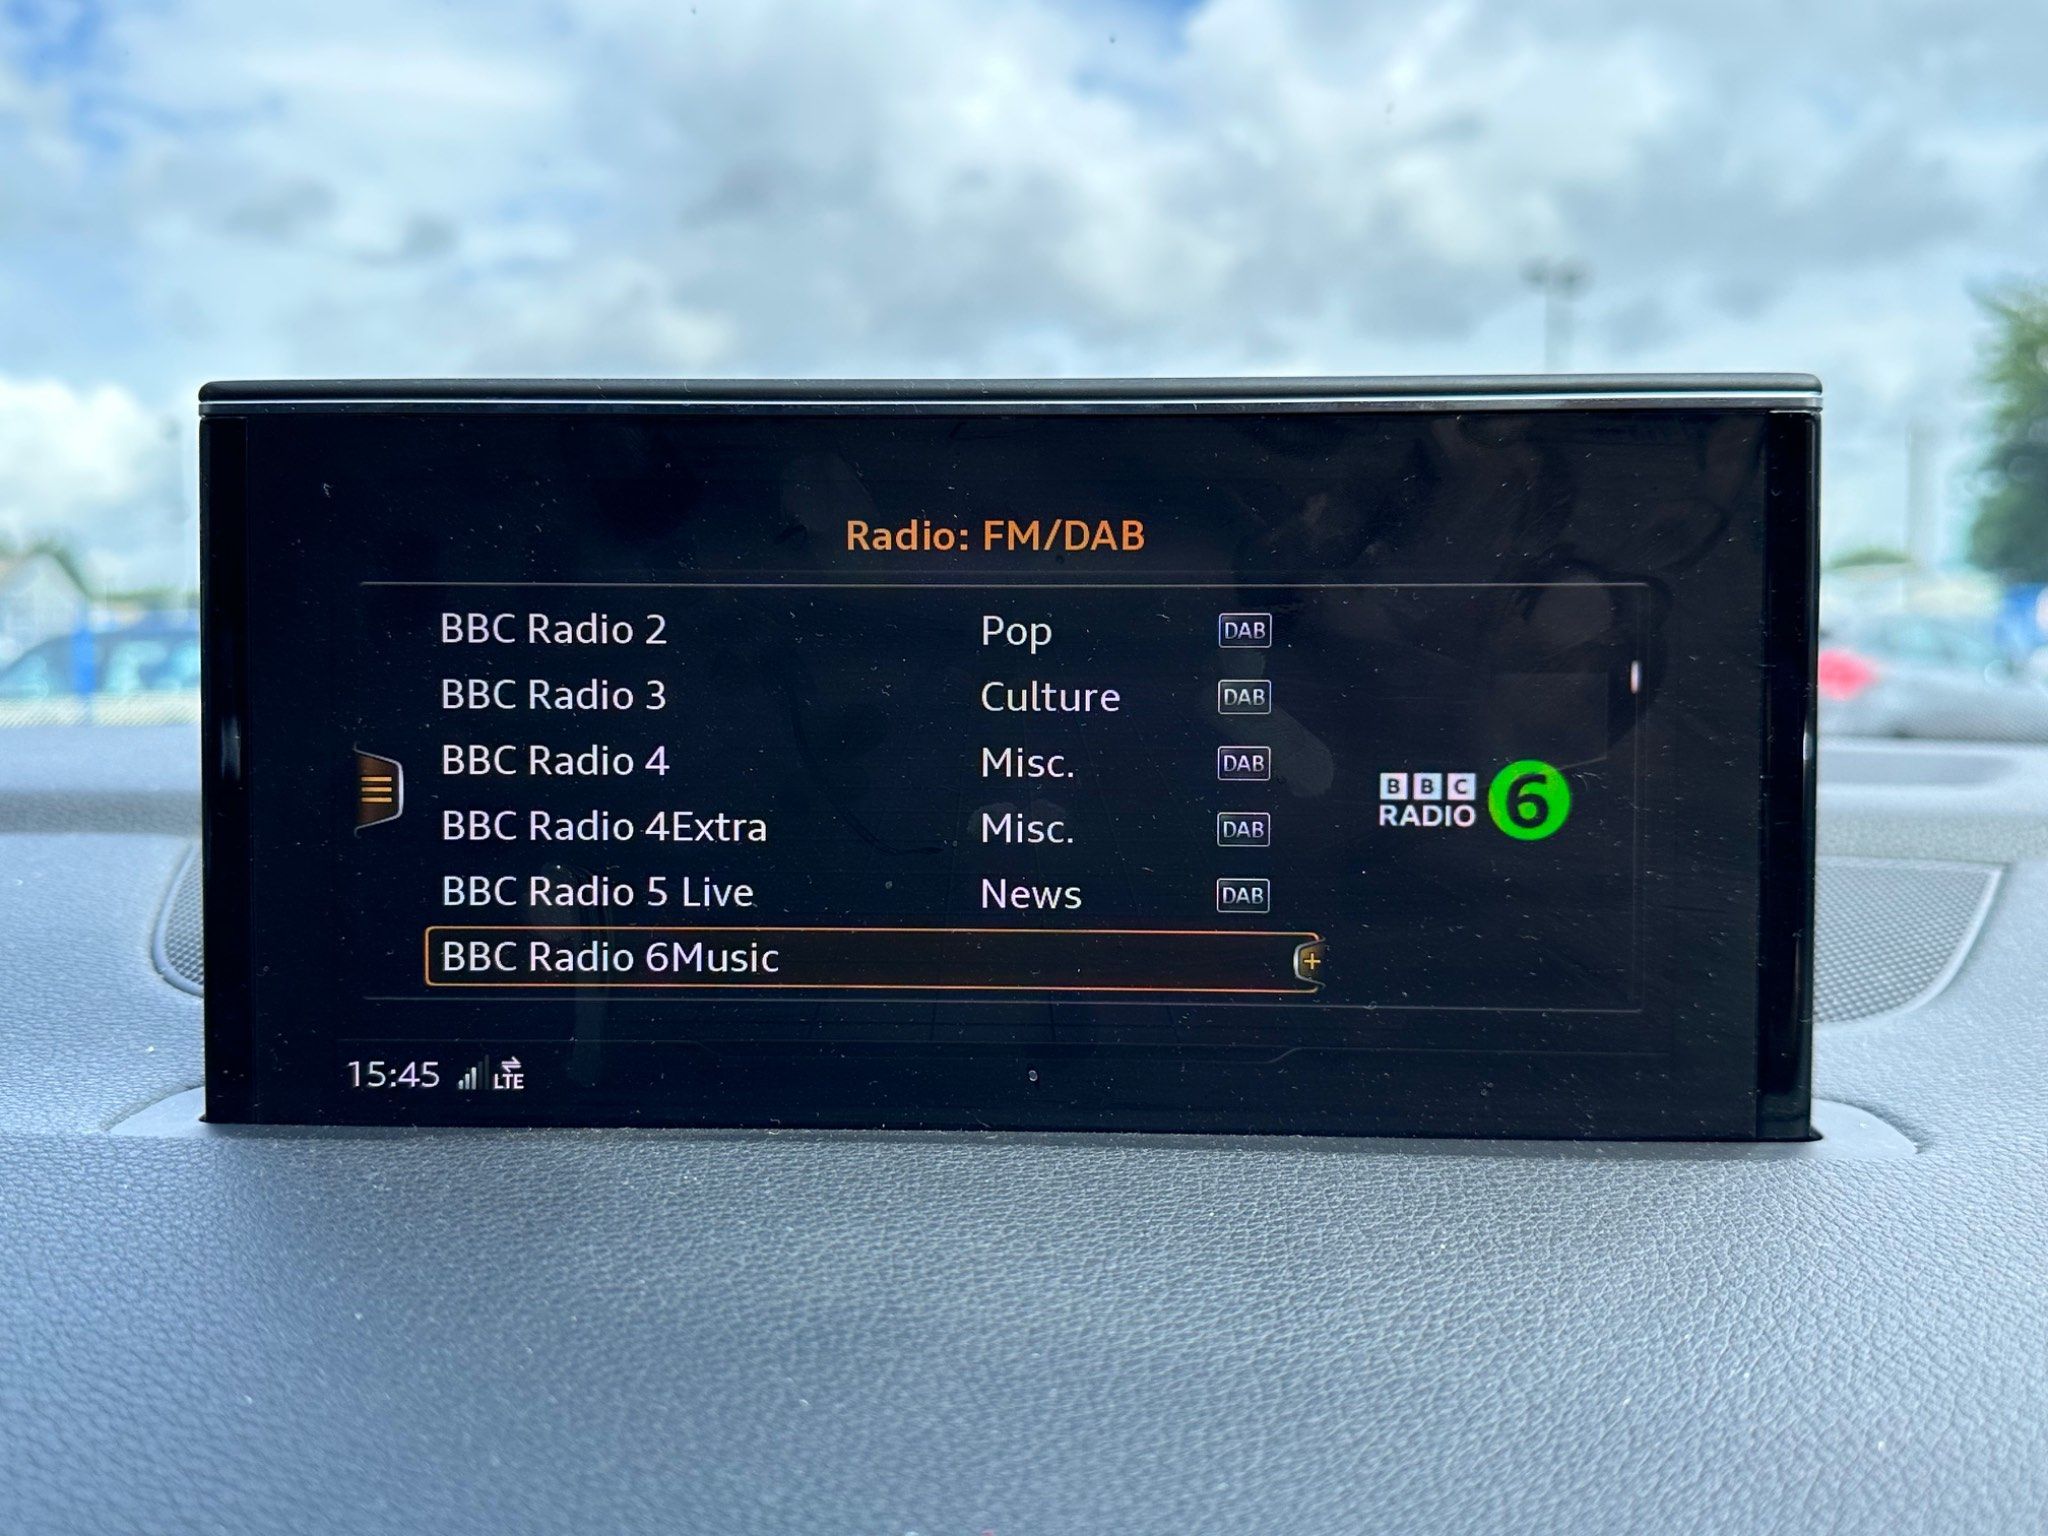 Radio: FM/DAB
BBC Radio 2 Pop DAB
BBC Radio 3 Culture DAB
BBC Radio 4 Misc. DAB
BBC Radio 4Extra Misc. DAB
BBC Radio 5 Live News DAB
BBC Radio 6Music
BBC
RADIO 6
15:45 LTE